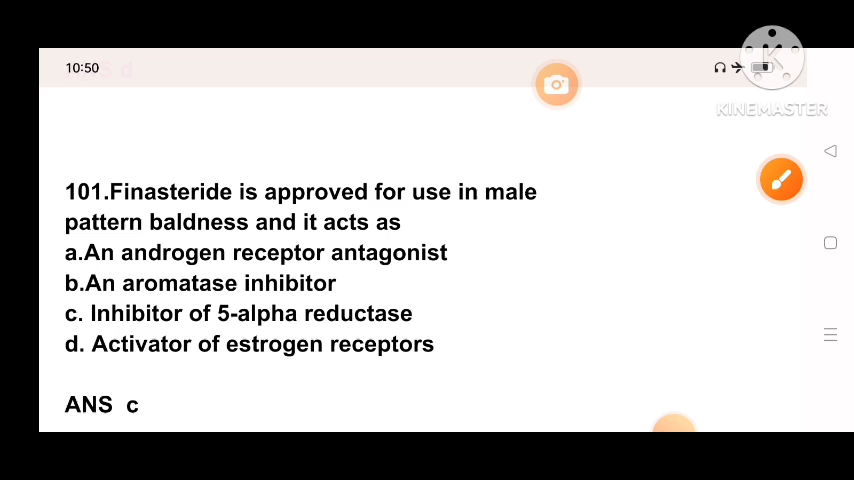 10:50
KINEMASTER
101.Finasteride is approved for use in male
pattern baldness and it acts as
a.An androgen receptor antagonist
b.An aromatase inhibitor
c. Inhibitor of 5-alpha reductase
d. Activator of estrogen receptors
ANS  c